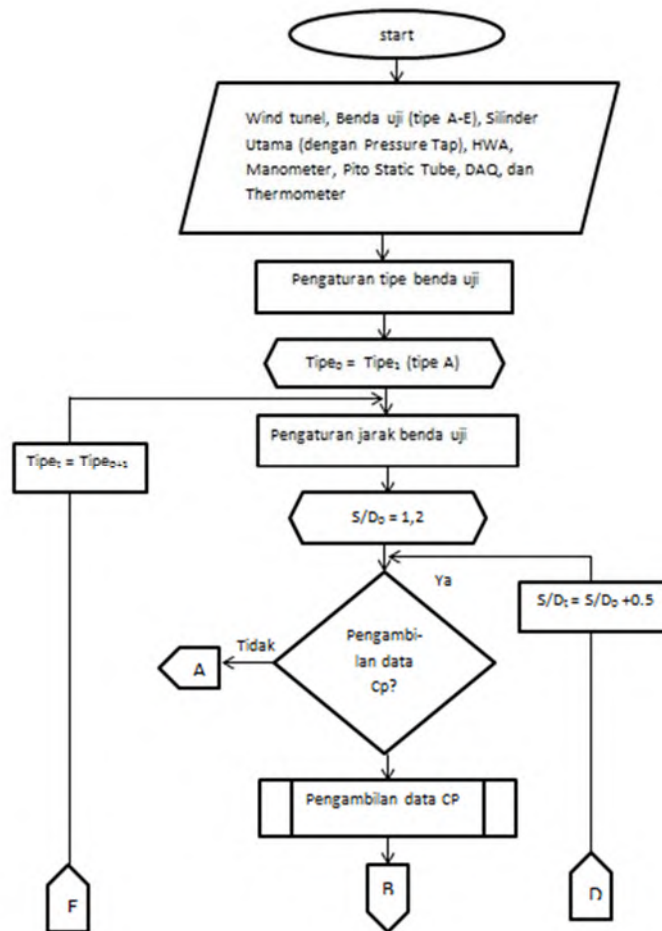 start
Wind tunel, Benda uji (tipe A-E), Silinder
Utama (dengan Pressure Tap), HWA,
Manometer, Pito Static Tube, DAQ, dan
Thermometer
Pengaturan tipe benda uji
Tipe₀ = Tipe₁ (tipe A)
Pengaturan jarak benda uji
Tipe₁ = Tipe₀₊₁
S/D₀ = 1,2
Ya
S/D₁ = S/D₀ +0.5
Pengambi-
lan data
Cp?
Tidak
A
Pengambilan data CP
F
B
D